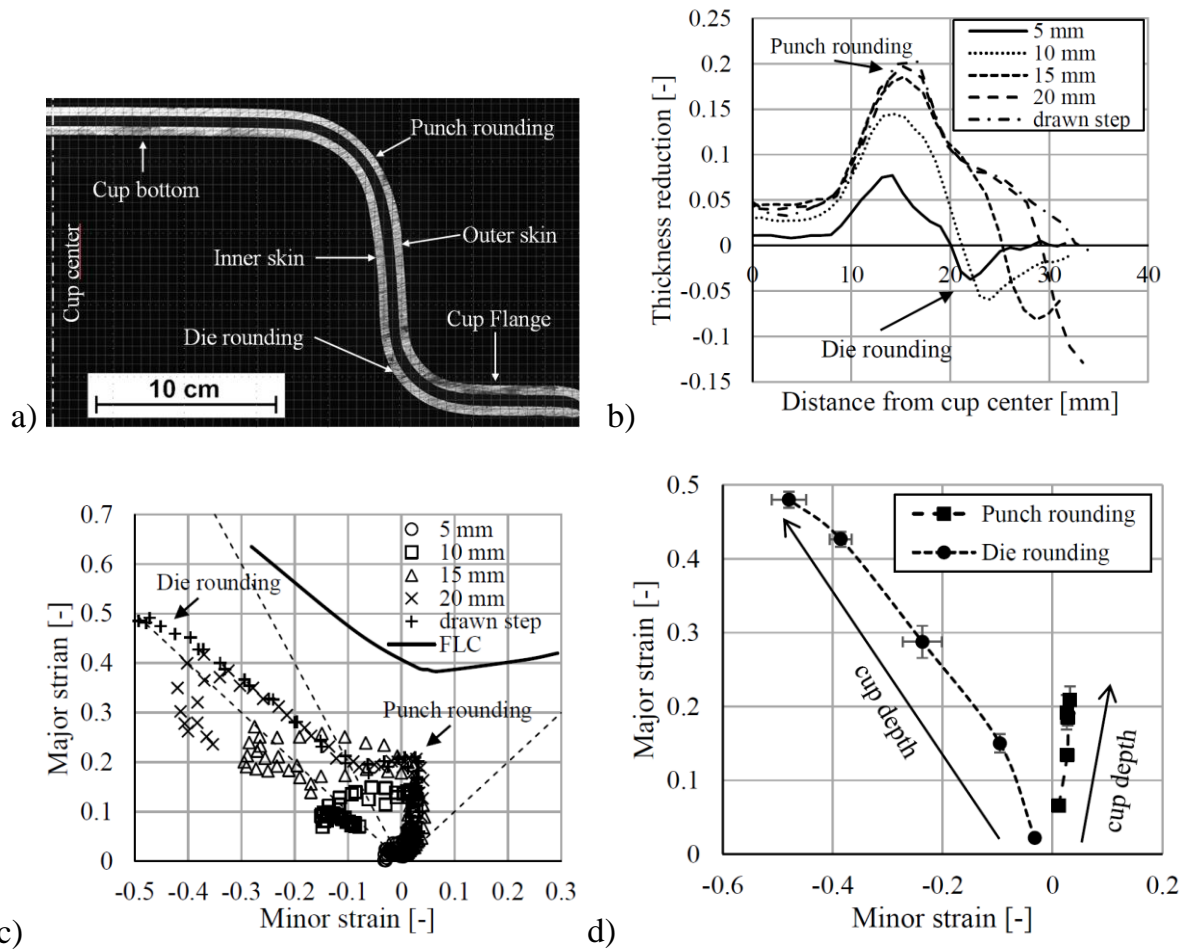 Punch rounding
Cup bottom
Outer skin
Inner skin
Cup center
Cup Flange
Die rounding
10 cm
a)
Thickness reduction [-]
0.25
0.2
0.15
0.1
0.05
0
-0.05
-0.1
-0.15
0
10
20
30
40
Punch rounding
5 mm
10 mm
15 mm
20 mm
drawn step
Die rounding
Distance from cup center [mm]
b)
Major strian [-]
0.7
0.6
0.5
0.4
0.3
0.2
0.1
0
5 mm
10 mm
15 mm
20 mm
drawn step
FLC
Die rounding
Punch rounding
-0.5
-0.4
-0.3
-0.2
-0.1
0
0.1
0.2
0.3
Minor strain [-]
c)
Major strain [-]
0.5
0.4
0.3
0.2
0.1
0
Punch rounding
Die rounding
cup depth
cup depth
-0.6
-0.4
-0.2
0
0.2
Minor strain [-]
d)